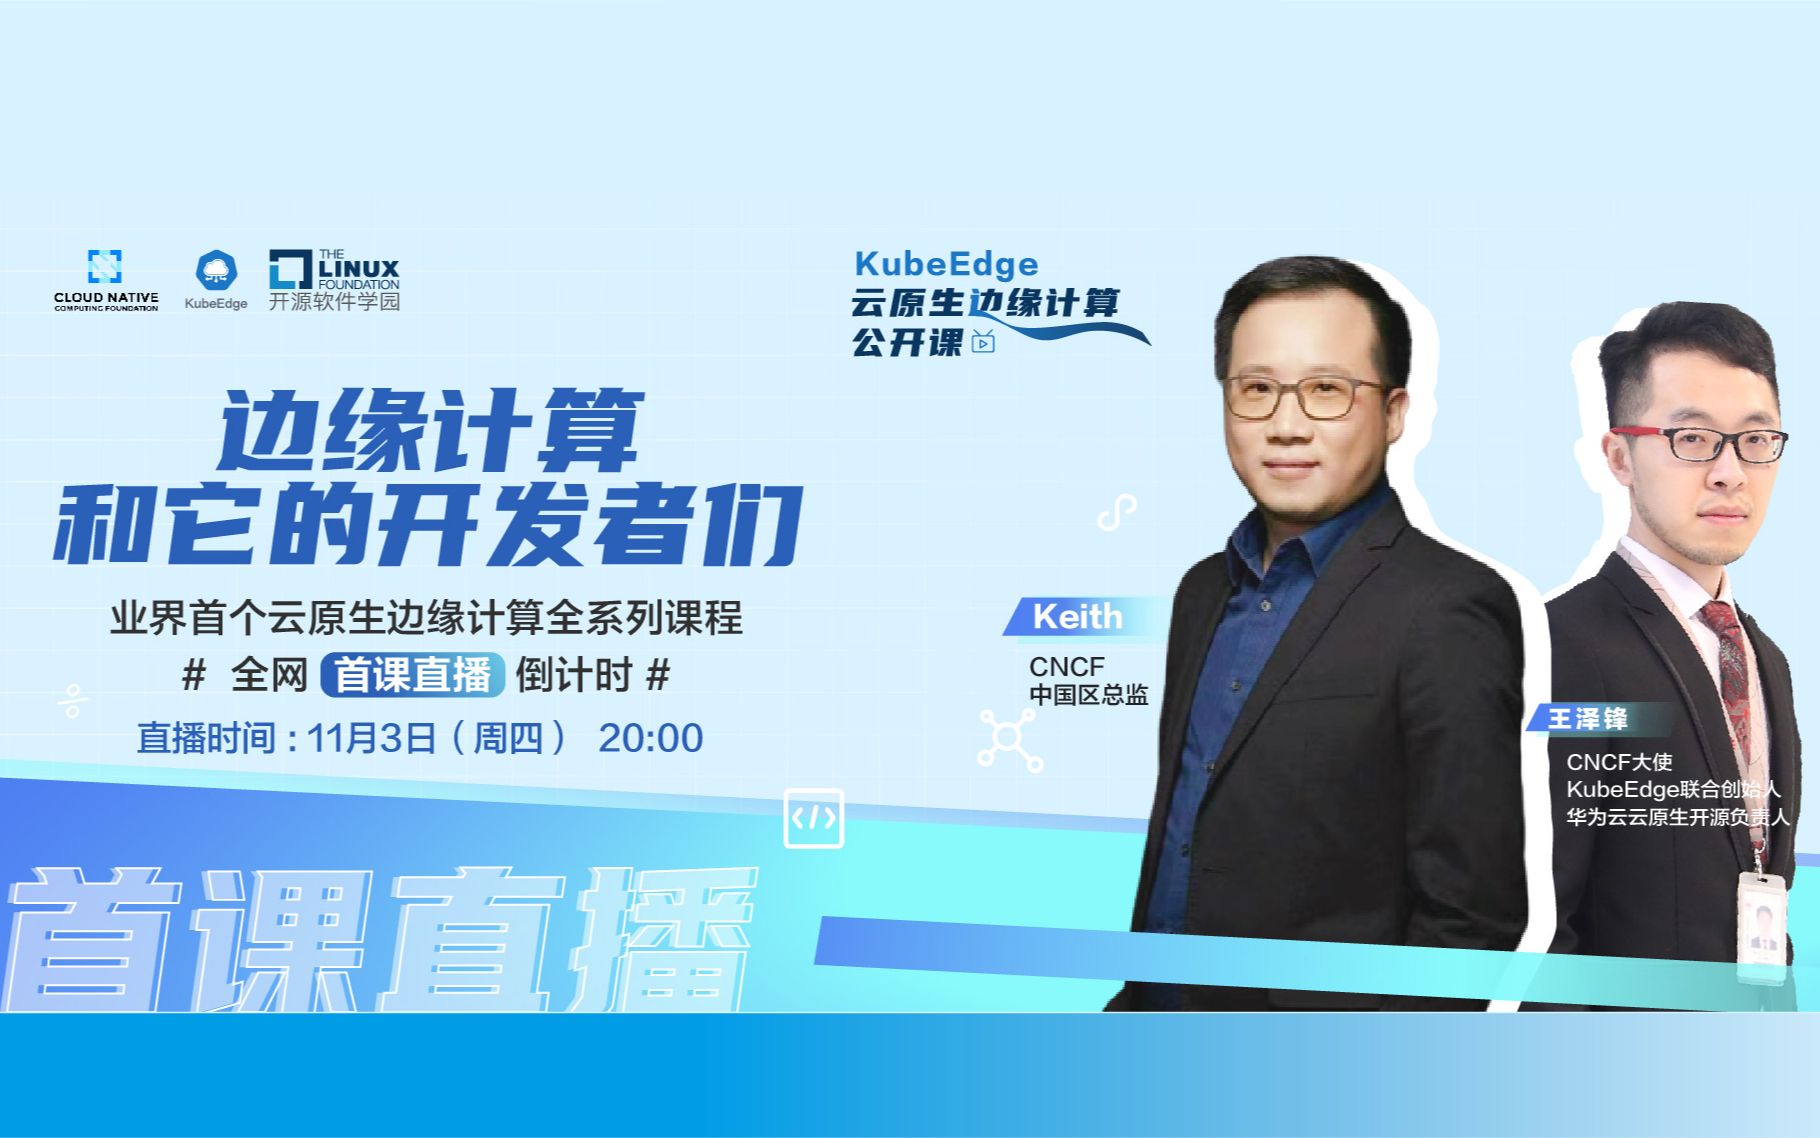 CLOUD NATIVE
COMPUTING FOUNDATION
KubeEdge
THE
LINUX
FOUNDATION
开源软件学园
KubeEdge
云原生边缘计算
公开课
边缘计算
和它的开发者们
业界首个云原生边缘计算全系列课程
# 全网 首课直播 倒计时 #
直播时间：11月3日（周四） 20:00
Keith
CNCF
中国区总监
王泽锋
CNCF大使
KubeEdge联合创始人
华为云云原生开源负责人
</>
首课直播